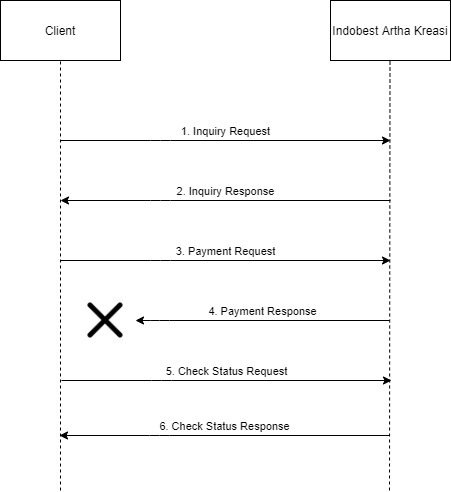 Client
Indobest Artha Kreasi
1. Inquiry Request
2. Inquiry Response
3. Payment Request
4. Payment Response
5. Check Status Request
6. Check Status Response